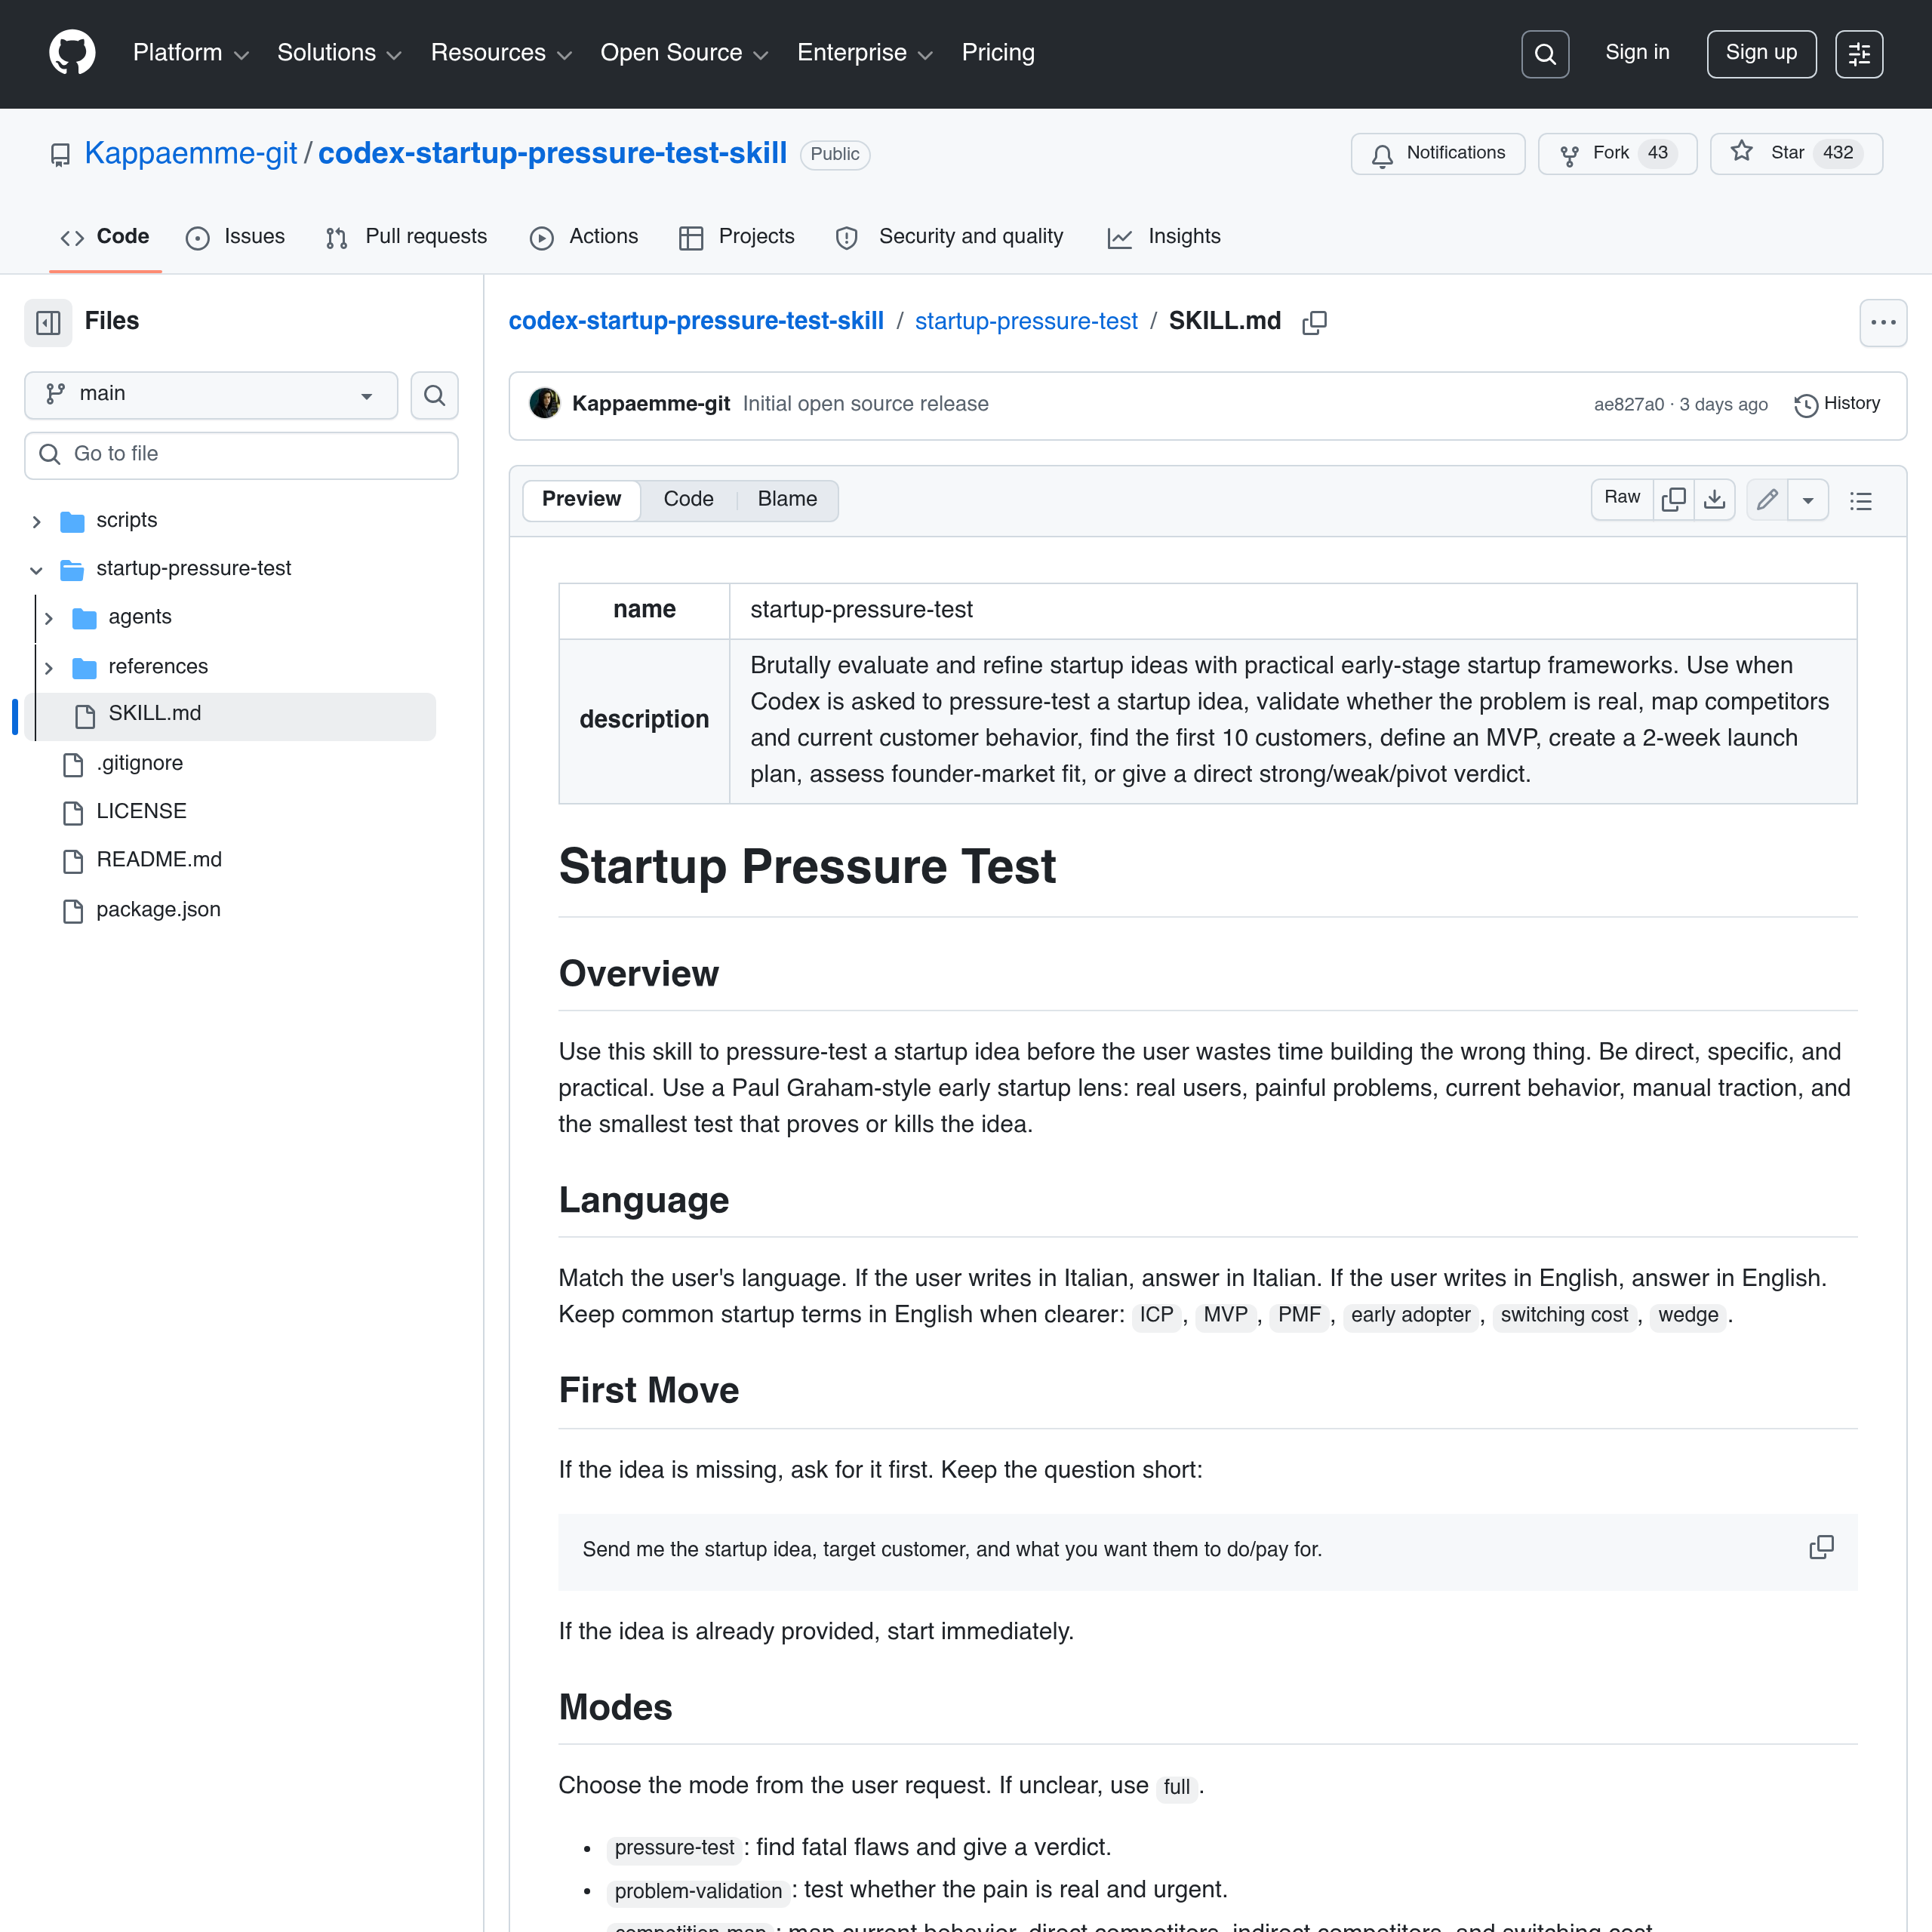 Platform Solutions Resources Open Source Enterprise Pricing Sign in Sign up
Kappaemme-git / codex-startup-pressure-test-skill Public Notifications Fork 43 Star 432
Code Issues Pull requests Actions Projects Security and quality Insights
Files
main
Go to file
scripts
startup-pressure-test
agents
references
SKILL.md
.gitignore
LICENSE
README.md
package.json
codex-startup-pressure-test-skill / startup-pressure-test / SKILL.md
Kappaemme-git Initial open source release ae827a0 · 3 days ago History
Preview Code Blame Raw
name startup-pressure-test
description
Brutally evaluate and refine startup ideas with practical early-stage startup frameworks. Use when
Codex is asked to pressure-test a startup idea, validate whether the problem is real, map competitors
and current customer behavior, find the first 10 customers, define an MVP, create a 2-week launch
plan, assess founder-market fit, or give a direct strong/weak/pivot verdict.
Startup Pressure Test
Overview
Use this skill to pressure-test a startup idea before the user wastes time building the wrong thing. Be direct, specific, and
practical. Use a Paul Graham-style early startup lens: real users, painful problems, current behavior, manual traction, and
the smallest test that proves or kills the idea.
Language
Match the user's language. If the user writes in Italian, answer in Italian. If the user writes in English, answer in English.
Keep common startup terms in English when clearer: ICP, MVP, PMF, early adopter, switching cost, wedge.
First Move
If the idea is missing, ask for it first. Keep the question short:
Send me the startup idea, target customer, and what you want them to do/pay for.
If the idea is already provided, start immediately.
Modes
Choose the mode from the user request. If unclear, use full.
• pressure-test: find fatal flaws and give a verdict.
• problem-validation: test whether the pain is real and urgent.
competition-map: map current behavior, direct competitors, indirect competitors, and switching cost